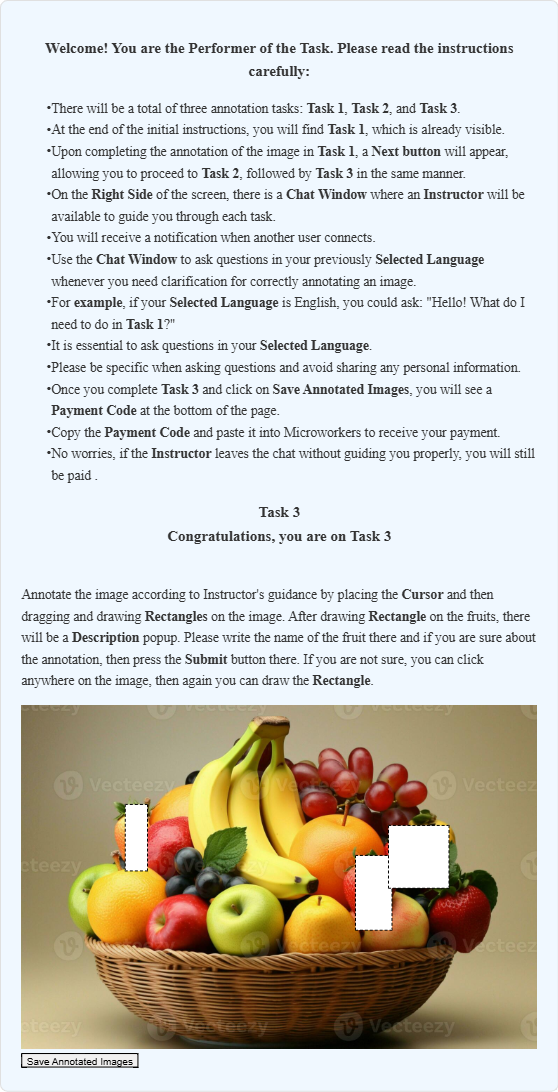 Welcome! You are the Performer of the Task. Please read the instructions
carefully:
•There will be a total of three annotation tasks: Task 1, Task 2, and Task 3.
•At the end of the initial instructions, you will find Task 1, which is already visible.
•Upon completing the annotation of the image in Task 1, a Next button will appear,
allowing you to proceed to Task 2, followed by Task 3 in the same manner.
•On the Right Side of the screen, there is a Chat Window where an Instructor will be
available to guide you through each task.
•You will receive a notification when another user connects.
•Use the Chat Window to ask questions in your previously Selected Language
whenever you need clarification for correctly annotating an image.
•For example, if your Selected Language is English, you could ask: "Hello! What do I
need to do in Task 1?"
•It is essential to ask questions in your Selected Language.
•Please be specific when asking questions and avoid sharing any personal information.
•Once you complete Task 3 and click on Save Annotated Images, you will see a
Payment Code at the bottom of the page.
•Copy the Payment Code and paste it into Microworkers to receive your payment.
•No worries, if the Instructor leaves the chat without guiding you properly, you will still
be paid .
Task 3
Congratulations, you are on Task 3
Annotate the image according to Instructor's guidance by placing the Cursor and then
dragging and drawing Rectangles on the image. After drawing Rectangle on the fruits, there
will be a Description popup. Please write the name of the fruit there and if you are sure about
the annotation, then press the Submit button there. If you are not sure, you can click
anywhere on the image, then again you can draw the Rectangle.
Vecteezy
Vecteezy
Vecteezy
Vecteezy
Save Annotated Images